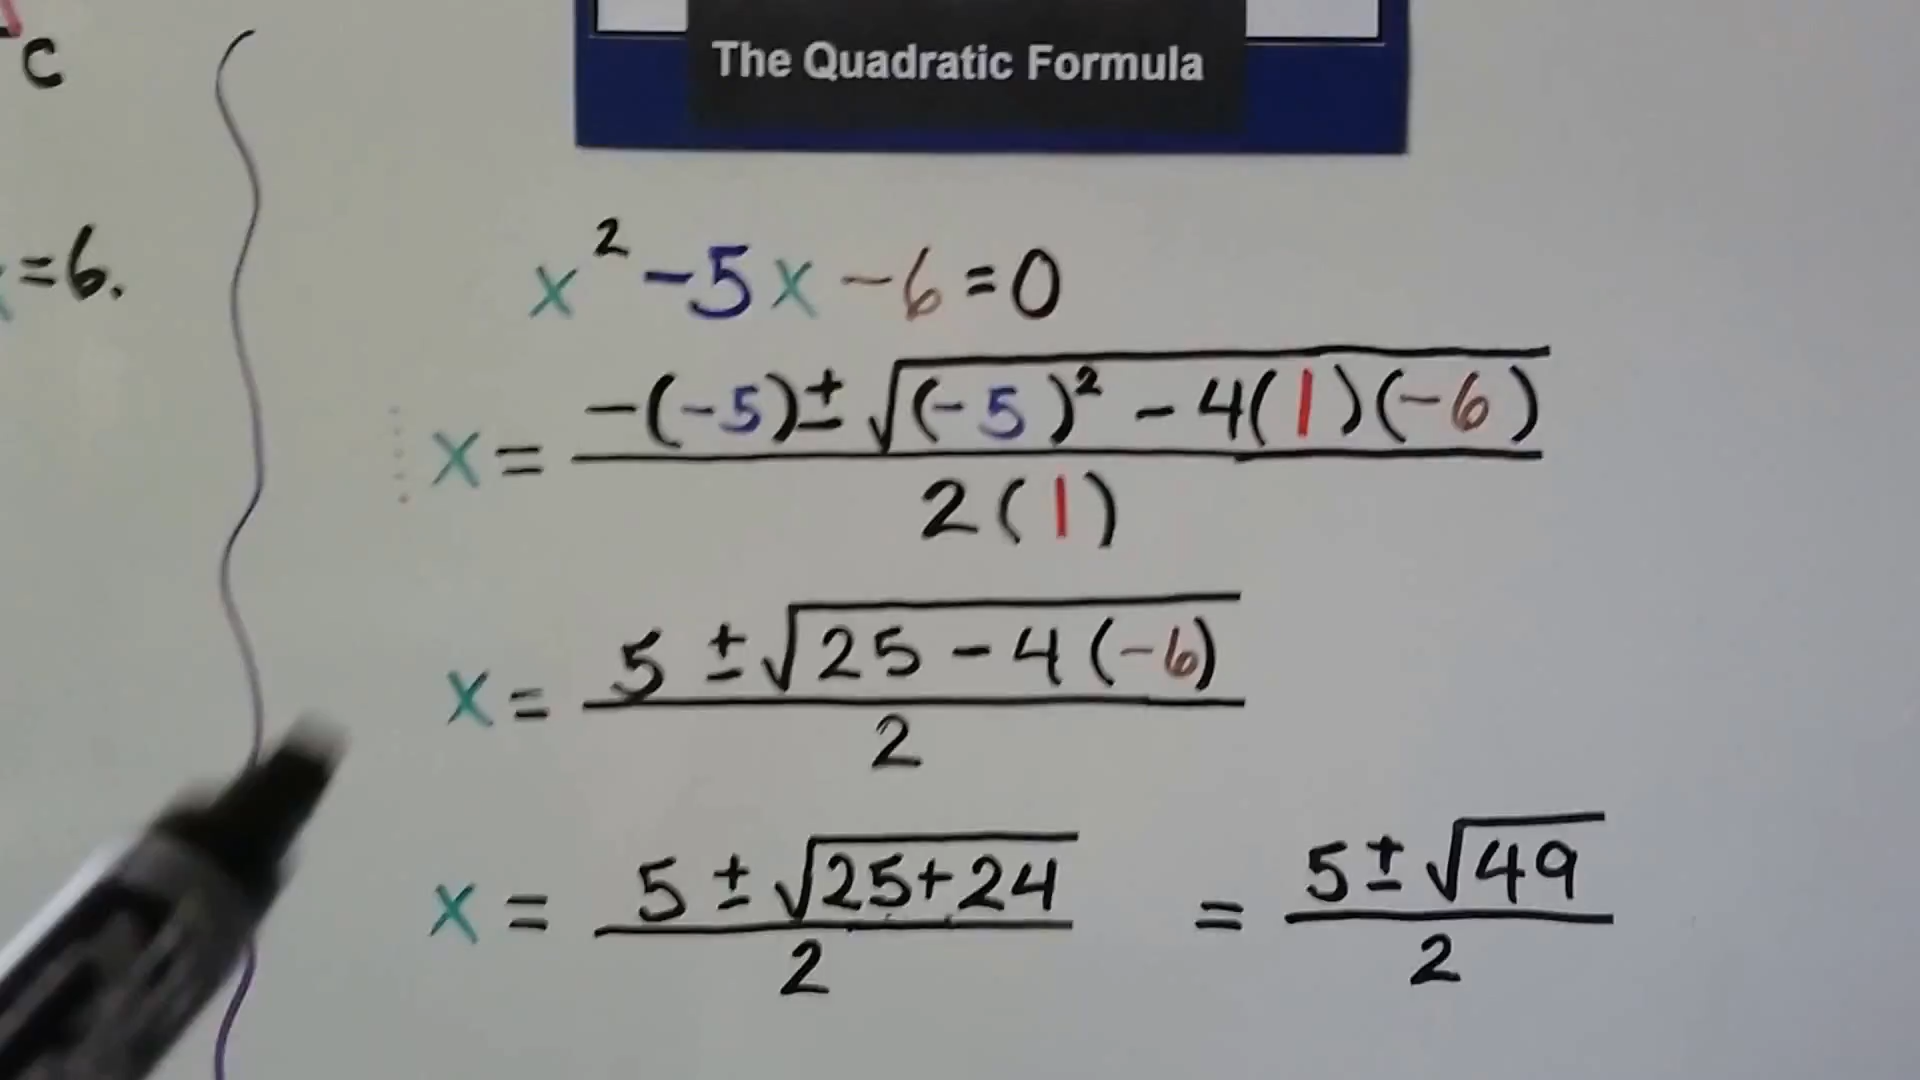 C
=6.
The Quadratic Formula
x² -5x -6=0
x= (-(-5)±√((-5)² - 4(1)(-6)))/(2(1))
x= (5 ±√(25 - 4(-6)))/2
x = (5 ± √(25+24))/2 = (5±√49)/2